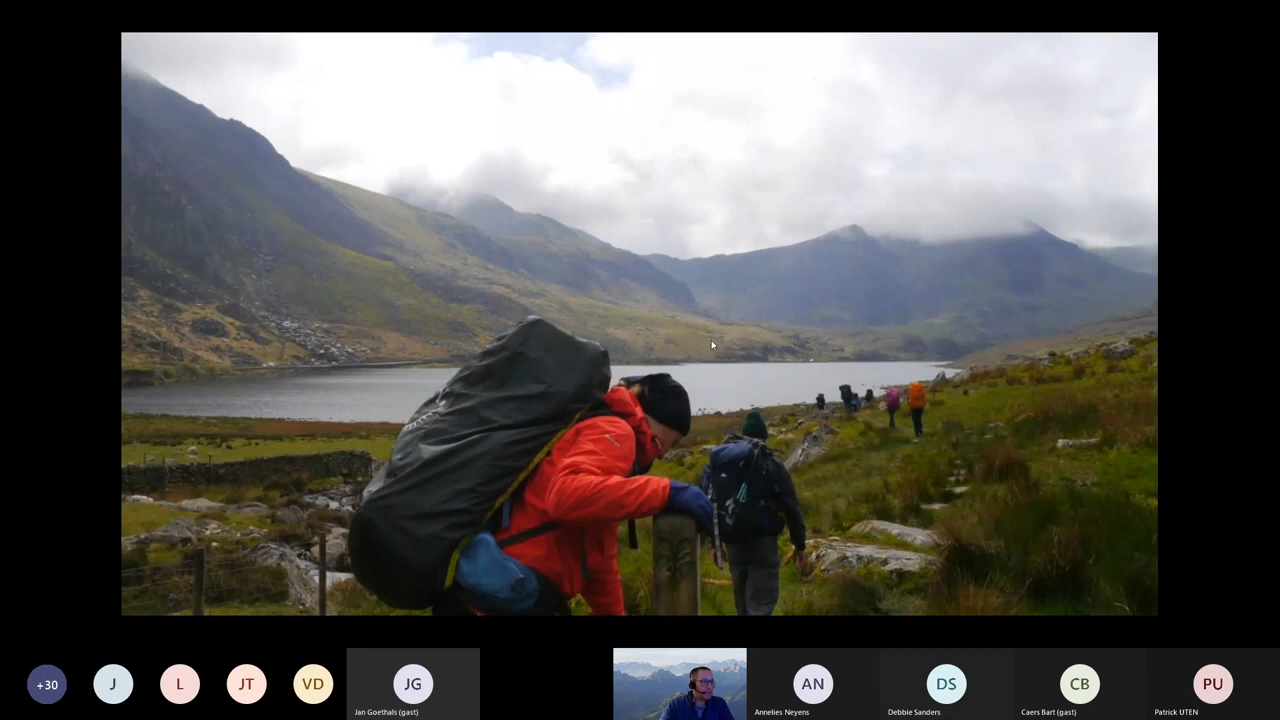 +30
J
L
JT
VD
JG
AN
DS
CB
PU
Jan Goethals (gast)
Annelies Neyens
Debbie Sanders
Caers Bart (gast)
Patrick UTEN